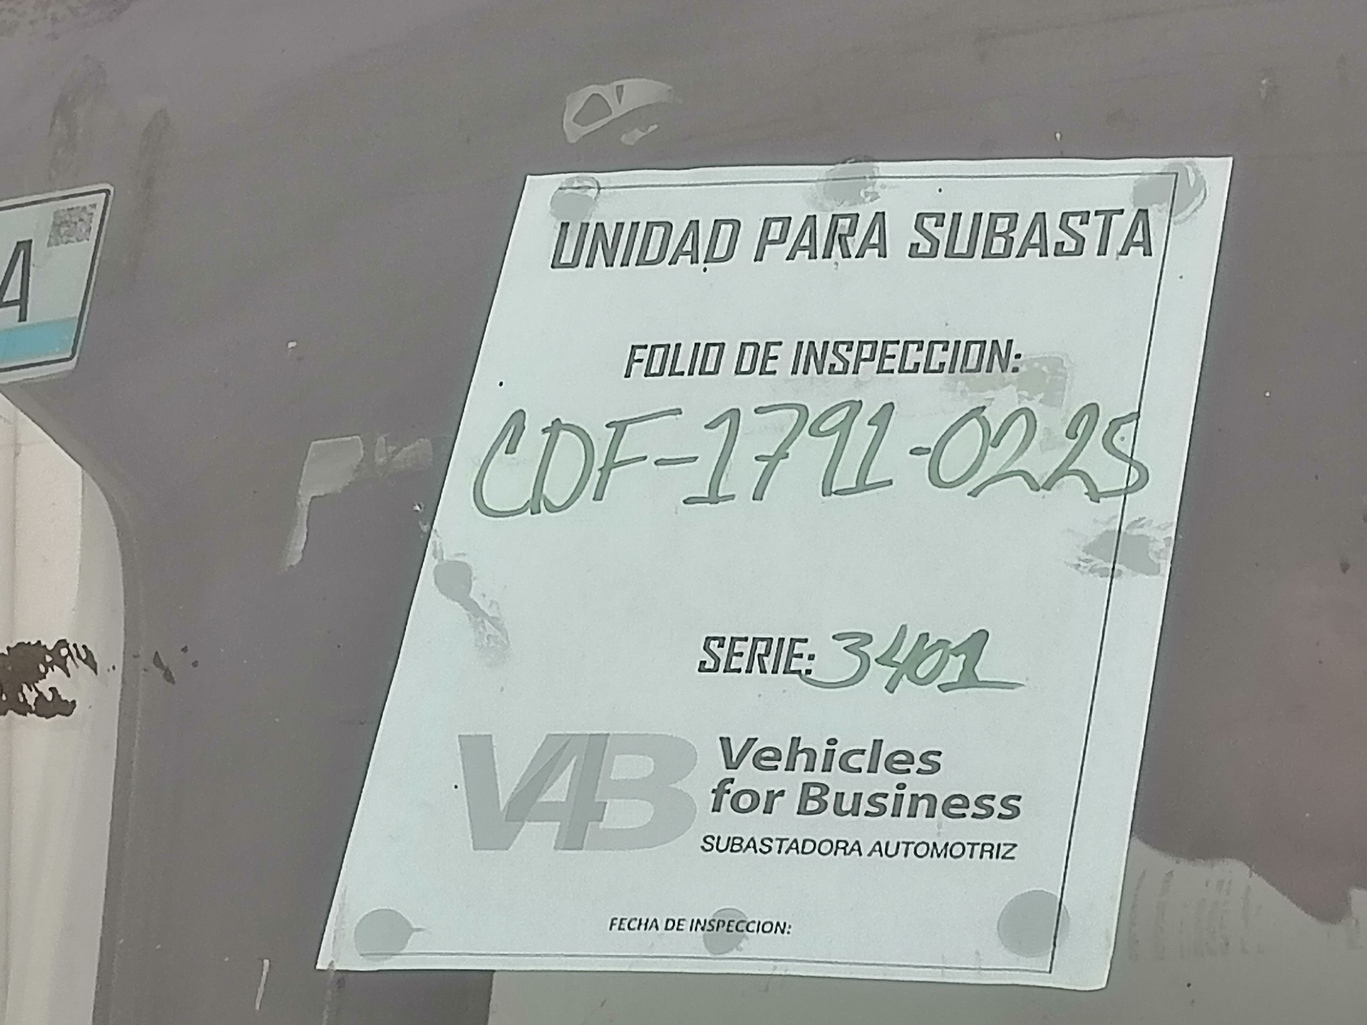 A
UNIDAD PARA SUBASTA
FOLIO DE INSPECCION:
CDF-1791-0225
SERIE: 3401
V4B Vehicles
for Business
SUBASTADORA AUTOMOTRIZ
FECHA DE INSPECCION: